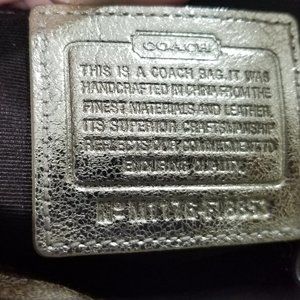 COACH
THIS IS A COACH BAG. IT WAS
HANDCRAFTED IN CHINA FROM THE
FINEST MATERIALS AND LEATHER.
ITS SUPERIOR CRAFTSMANSHIP
REFLECTS OUR COMMITMENT TO
ENDURING QUALITY.